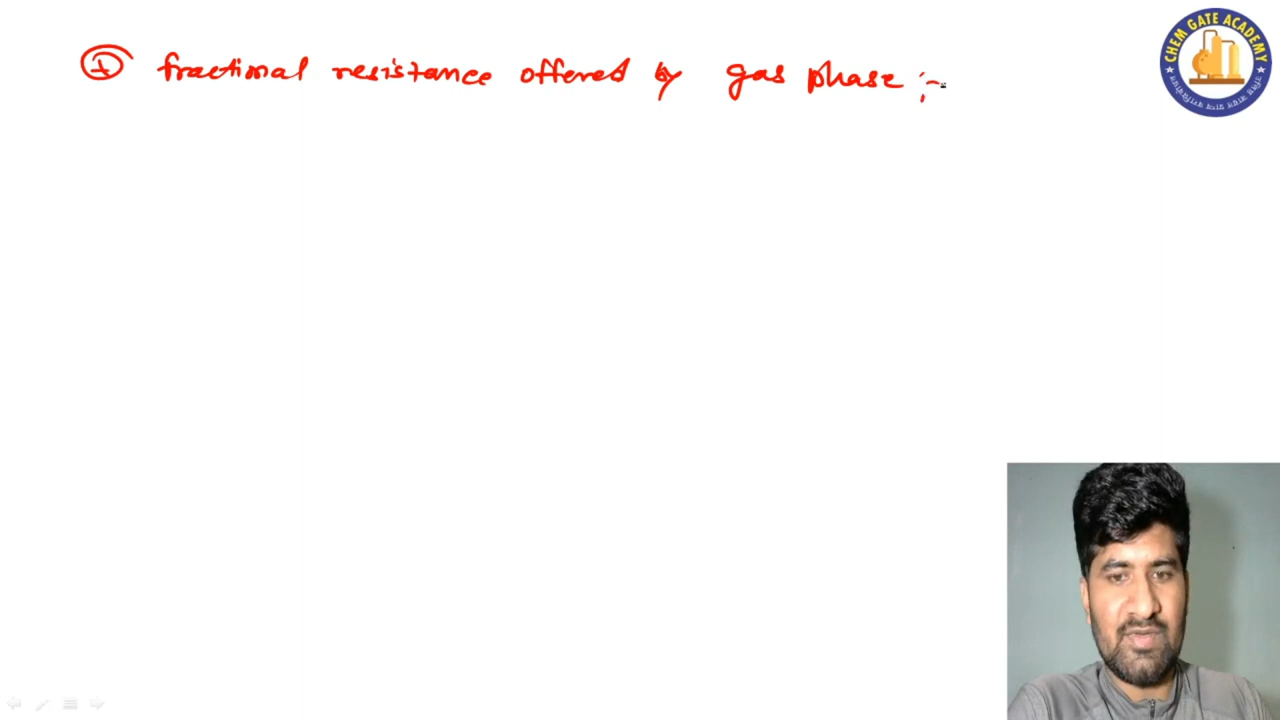 ① fractional resistance offered by gas phase :-
CHEM GATE ACADEMY